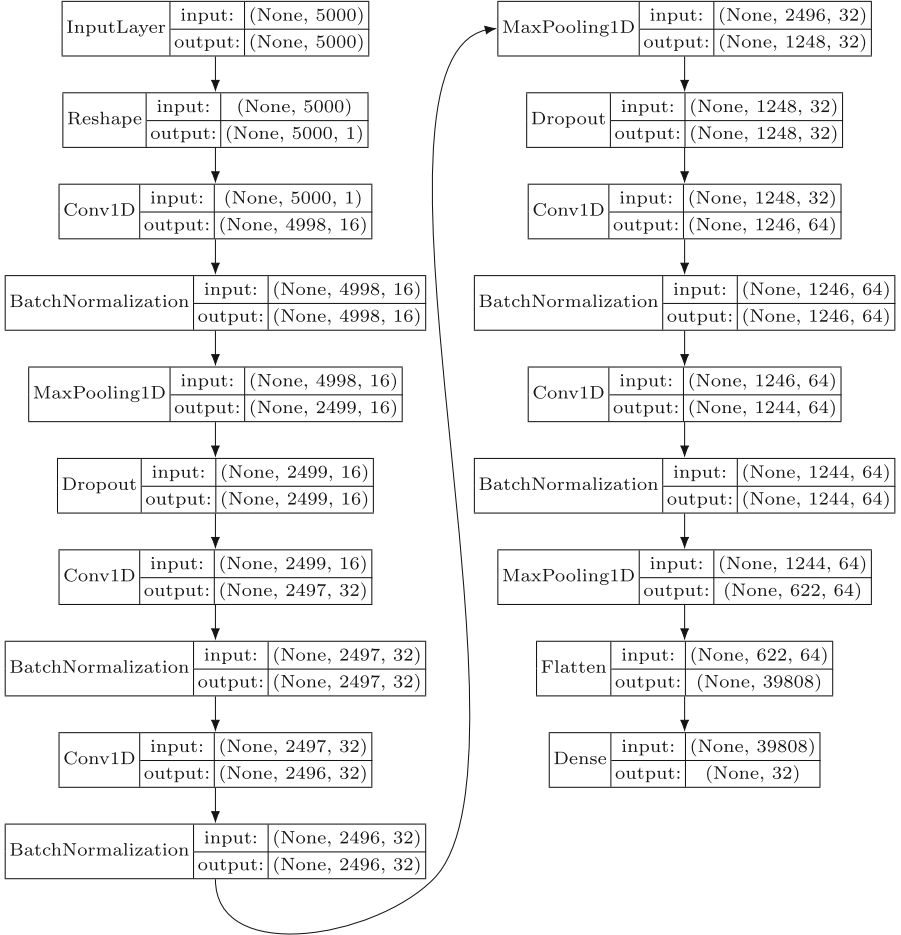 InputLayer input: (None, 5000)
output: (None, 5000)
Reshape input: (None, 5000)
output: (None, 5000, 1)
Conv1D input: (None, 5000, 1)
output: (None, 4998, 16)
BatchNormalization input: (None, 4998, 16)
output: (None, 4998, 16)
MaxPooling1D input: (None, 4998, 16)
output: (None, 2499, 16)
Dropout input: (None, 2499, 16)
output: (None, 2499, 16)
Conv1D input: (None, 2499, 16)
output: (None, 2497, 32)
BatchNormalization input: (None, 2497, 32)
output: (None, 2497, 32)
Conv1D input: (None, 2497, 32)
output: (None, 2496, 32)
BatchNormalization input: (None, 2496, 32)
output: (None, 2496, 32)
MaxPooling1D input: (None, 2496, 32)
output: (None, 1248, 32)
Dropout input: (None, 1248, 32)
output: (None, 1248, 32)
Conv1D input: (None, 1248, 32)
output: (None, 1246, 64)
BatchNormalization input: (None, 1246, 64)
output: (None, 1246, 64)
Conv1D input: (None, 1246, 64)
output: (None, 1244, 64)
BatchNormalization input: (None, 1244, 64)
output: (None, 1244, 64)
MaxPooling1D input: (None, 1244, 64)
output: (None, 622, 64)
Flatten input: (None, 622, 64)
output: (None, 39808)
Dense input: (None, 39808)
output: (None, 32)